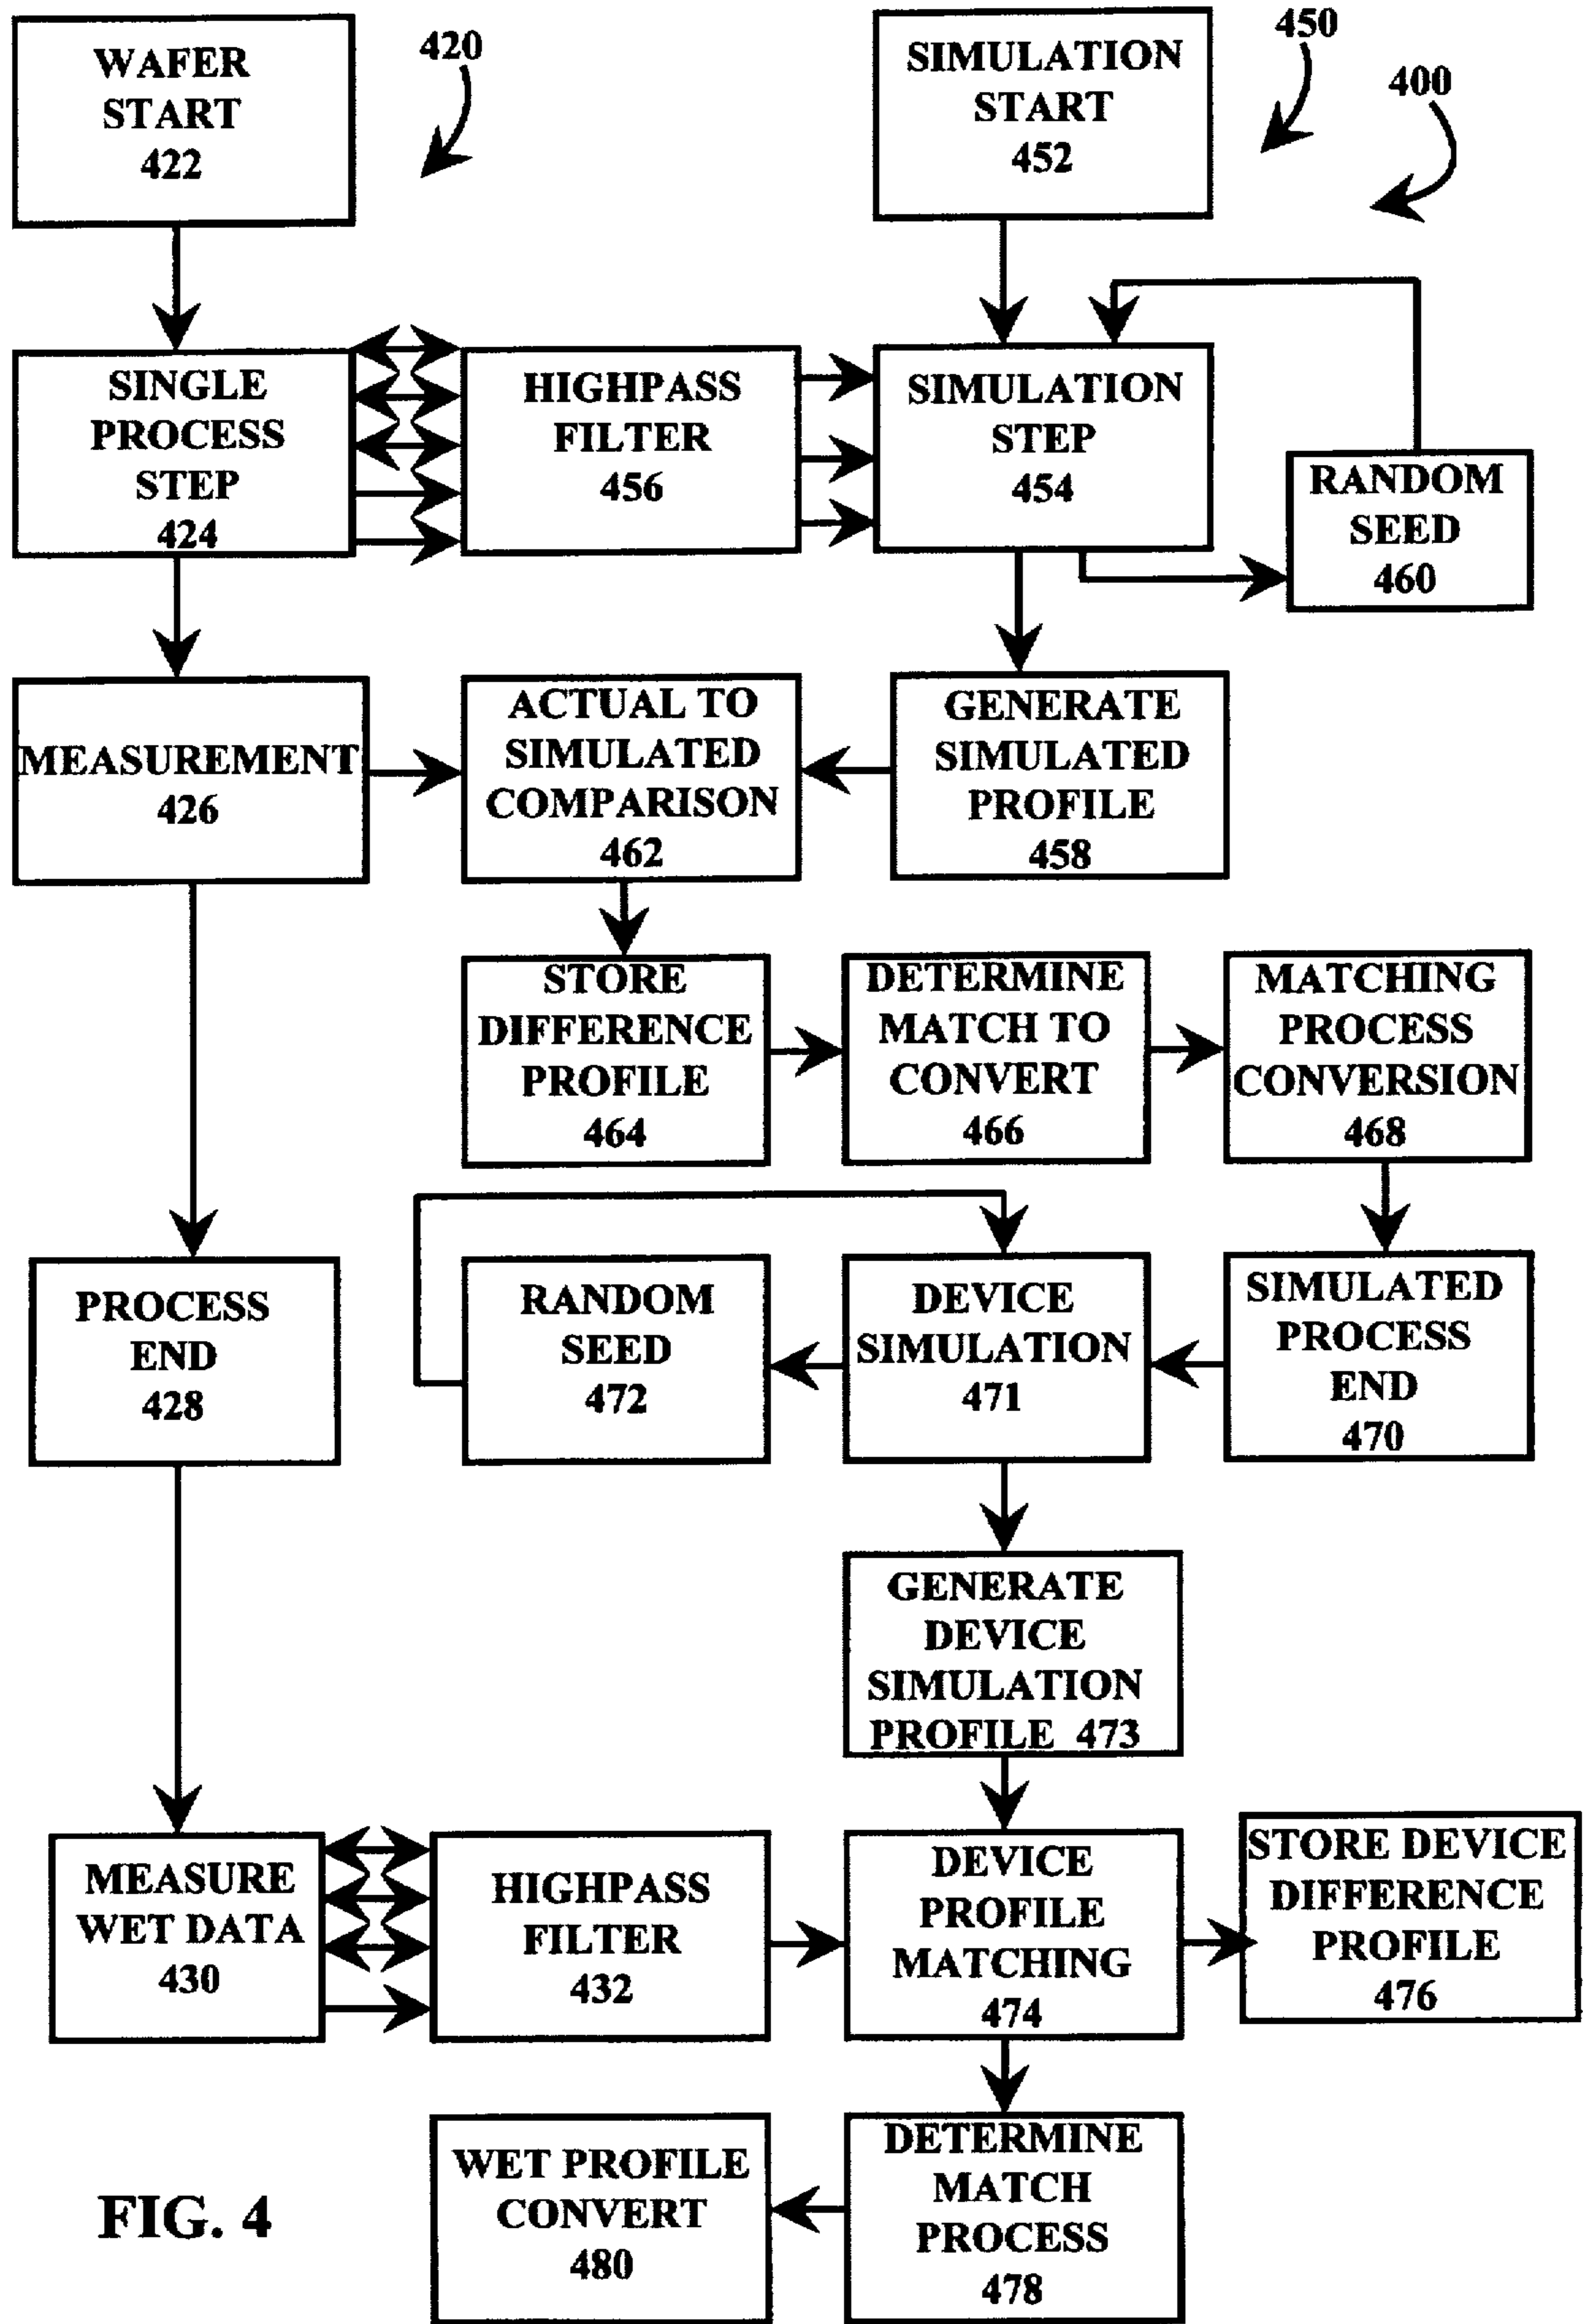 WAFER
START
422
420
SIMULATION
START
452
450
400
SINGLE
PROCESS
STEP
424
HIGHPASS
FILTER
456
SIMULATION
STEP
454
RANDOM
SEED
460
MEASUREMENT
426
ACTUAL TO
SIMULATED
COMPARISON
462
GENERATE
SIMULATED
PROFILE
458
STORE
DIFFERENCE
PROFILE
464
DETERMINE
MATCH TO
CONVERT
466
MATCHING
PROCESS
CONVERSION
468
PROCESS
END
428
RANDOM
SEED
472
DEVICE
SIMULATION
471
SIMULATED
PROCESS
END
470
GENERATE
DEVICE
SIMULATION
PROFILE 473
MEASURE
WET DATA
430
HIGHPASS
FILTER
432
DEVICE
PROFILE
MATCHING
474
STORE DEVICE
DIFFERENCE
PROFILE
476
WET PROFILE
CONVERT
480
DETERMINE
MATCH
PROCESS
478
FIG. 4